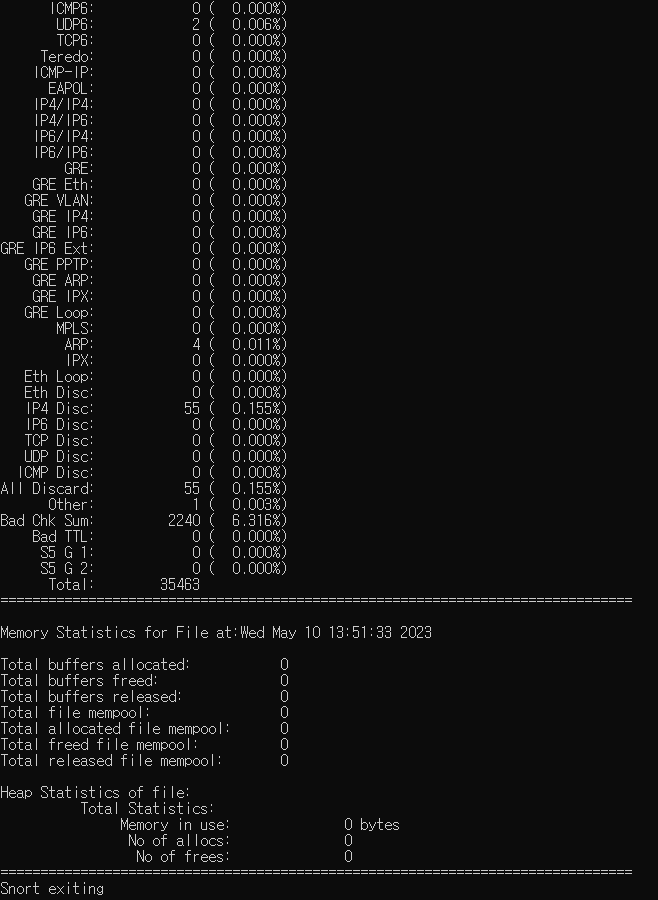 ICMP6:            0 (  0.000%)
UDP6:            2 (  0.006%)
TCP6:            0 (  0.000%)
Teredo:            0 (  0.000%)
ICMP-IP:            0 (  0.000%)
EAPOL:            0 (  0.000%)
IP4/IP4:            0 (  0.000%)
IP4/IP6:            0 (  0.000%)
IP6/IP4:            0 (  0.000%)
IP6/IP6:            0 (  0.000%)
GRE:            0 (  0.000%)
GRE Eth:            0 (  0.000%)
GRE VLAN:            0 (  0.000%)
GRE IP4:            0 (  0.000%)
GRE IP6:            0 (  0.000%)
GRE IP6 Ext:            0 (  0.000%)
GRE PPTP:            0 (  0.000%)
GRE ARP:            0 (  0.000%)
GRE IPX:            0 (  0.000%)
GRE Loop:            0 (  0.000%)
MPLS:            0 (  0.000%)
ARP:            4 (  0.011%)
IPX:            0 (  0.000%)
Eth Loop:            0 (  0.000%)
Eth Disc:            0 (  0.000%)
IP4 Disc:           55 (  0.155%)
IP6 Disc:            0 (  0.000%)
TCP Disc:            0 (  0.000%)
UDP Disc:            0 (  0.000%)
ICMP Disc:            0 (  0.000%)
All Discard:           55 (  0.155%)
Other:            1 (  0.003%)
Bad Chk Sum:         2240 (  6.316%)
Bad TTL:            0 (  0.000%)
S5 G 1:            0 (  0.000%)
S5 G 2:            0 (  0.000%)
Total:        35463
===============================================================================
Memory Statistics for File at:Wed May 10 13:51:33 2023
Total buffers allocated:           0
Total buffers freed:               0
Total buffers released:            0
Total file mempool:                0
Total allocated file mempool:      0
Total freed file mempool:          0
Total released file mempool:       0
Heap Statistics of file:
Total Statistics:
Memory in use:              0 bytes
No of allocs:              0
No of frees:              0
===============================================================================
Snort exiting